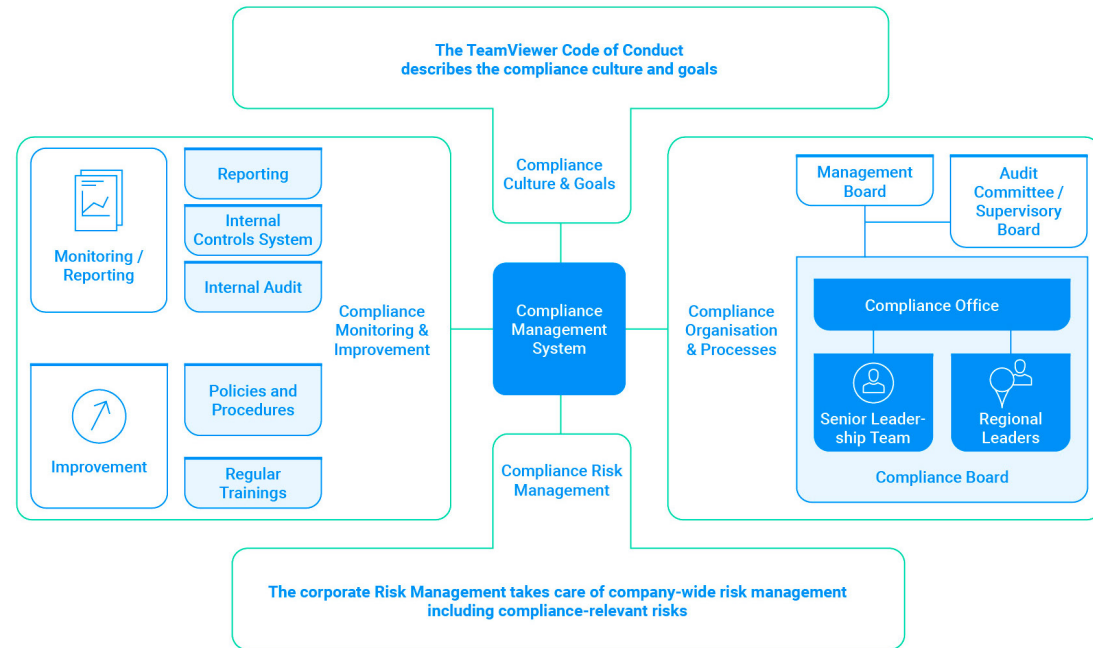 The TeamViewer Code of Conduct
describes the compliance culture and goals
Compliance
Culture & Goals
Monitoring /
Reporting
Reporting
Internal
Controls System
Internal Audit
Improvement
Policies and
Procedures
Regular
Trainings
Compliance
Monitoring &
Improvement
Compliance
Management
System
Compliance
Organisation
& Processes
Management
Board
Audit
Committee /
Supervisory
Board
Compliance Office
Senior Leader-
ship Team
Regional
Leaders
Compliance Board
Compliance Risk
Management
The corporate Risk Management takes care of company-wide risk management
including compliance-relevant risks